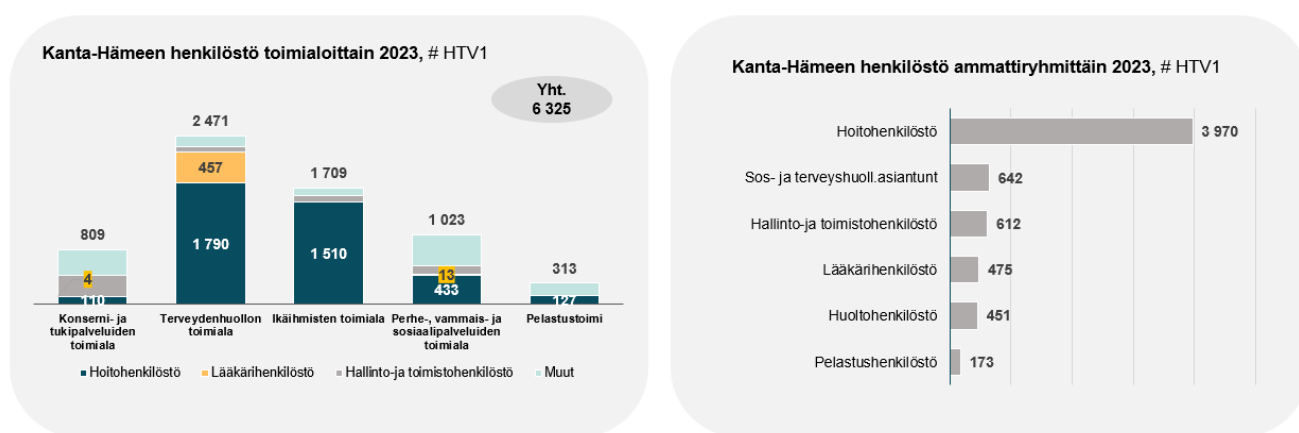 Kanta-Hämeen henkilöstö toimialoittain 2023, # HTV1
Yht.
6 325
2 471
457
1 790
1 709
1 510
809
4
110
1 023
13
433
313
127
Konserni- ja
tukipalveluiden
toimiala
Terveydenhuollon
toimiala
Ikäihmisten toimiala
Perhe-, vammais- ja
sosiaalipalveluiden
toimiala
Pelastustoimi
Hoitohenkilöstö
Lääkärihenkilöstö
Hallinto-ja toimistohenkilöstö
Muut
Kanta-Hämeen henkilöstö ammattiryhmittäin 2023, # HTV1
Hoitohenkilöstö 3 970
Sos- ja terveyshuoll.asiantunt 642
Hallinto-ja toimistohenkilöstö 612
Lääkärihenkilöstö 475
Huoltohenkilöstö 451
Pelastushenkilöstö 173